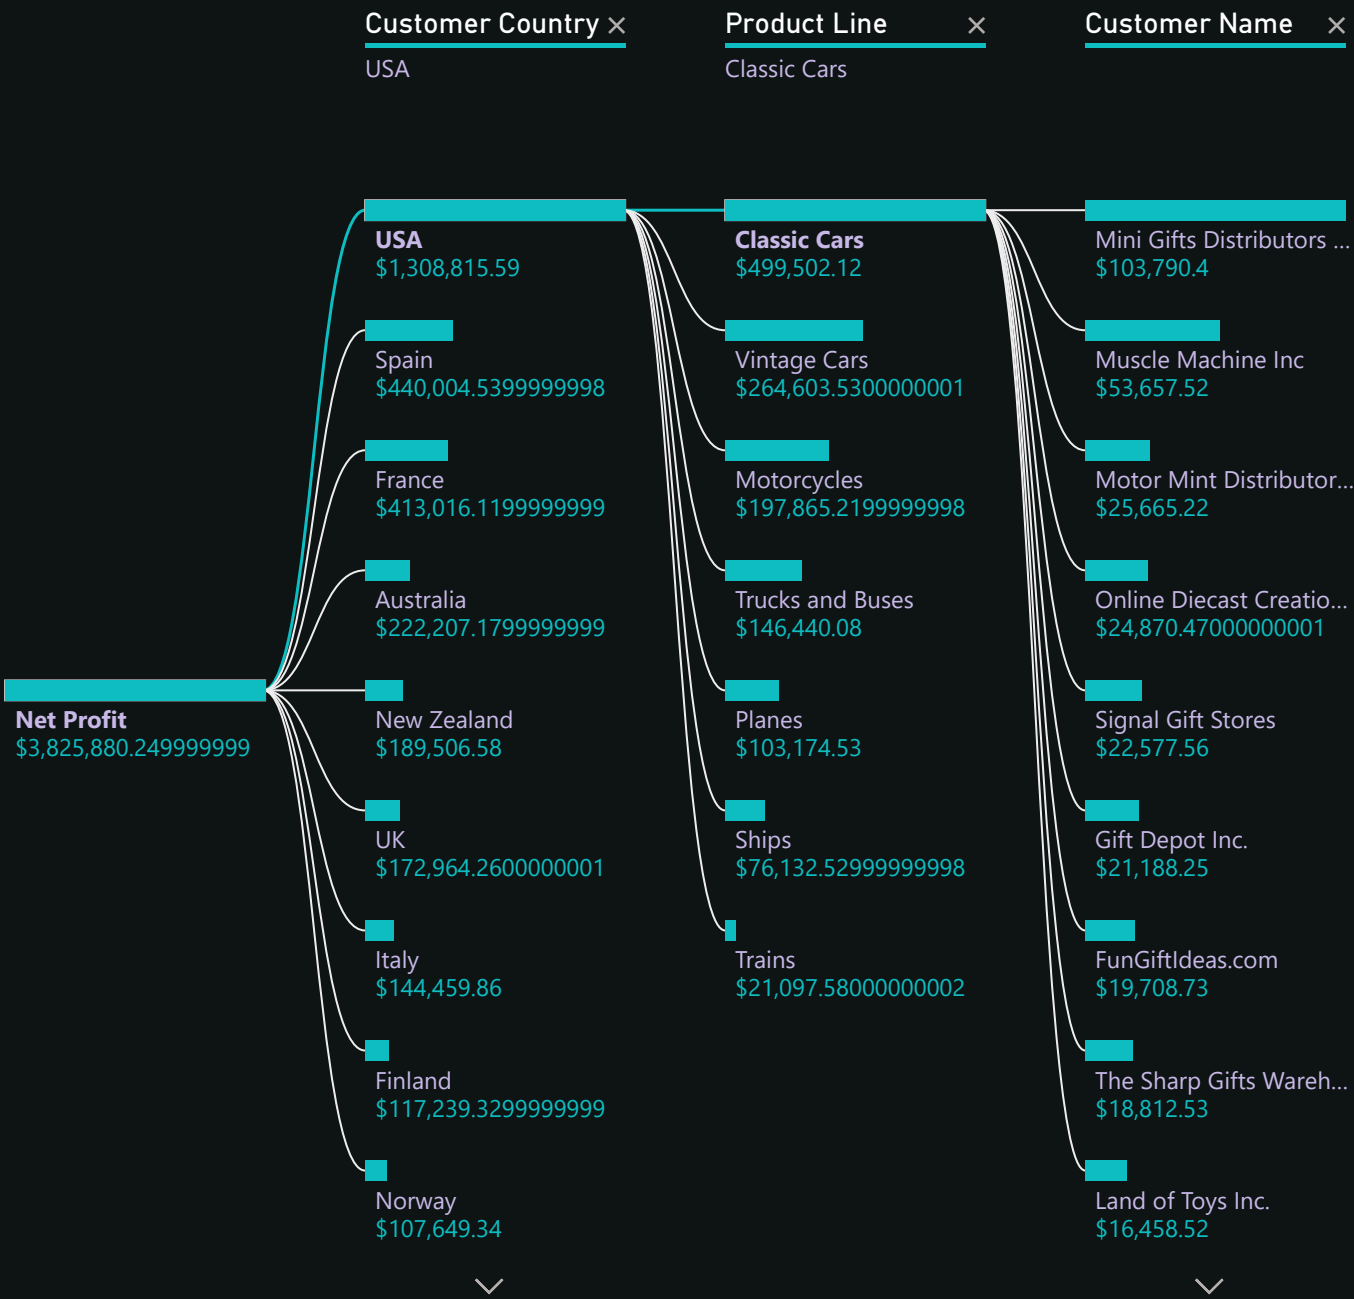 Customer Country
Product Line
Customer Name
USA
Classic Cars
Net Profit
$3,825,880.249999999
USA
$1,308,815.59
Spain
$440,004.5399999998
France
$413,016.1199999999
Australia
$222,207.1799999999
New Zealand
$189,506.58
UK
$172,964.2600000001
Italy
$144,459.86
Finland
$117,239.3299999999
Norway
$107,649.34
Classic Cars
$499,502.12
Vintage Cars
$264,603.5300000001
Motorcycles
$197,865.2199999998
Trucks and Buses
$146,440.08
Planes
$103,174.53
Ships
$76,132.52999999998
Trains
$21,097.58000000002
Mini Gifts Distributors ...
$103,790.4
Muscle Machine Inc
$53,657.52
Motor Mint Distributor...
$25,665.22
Online Diecast Creatio...
$24,870.47000000001
Signal Gift Stores
$22,577.56
Gift Depot Inc.
$21,188.25
FunGiftIdeas.com
$19,708.73
The Sharp Gifts Wareh...
$18,812.53
Land of Toys Inc.
$16,458.52